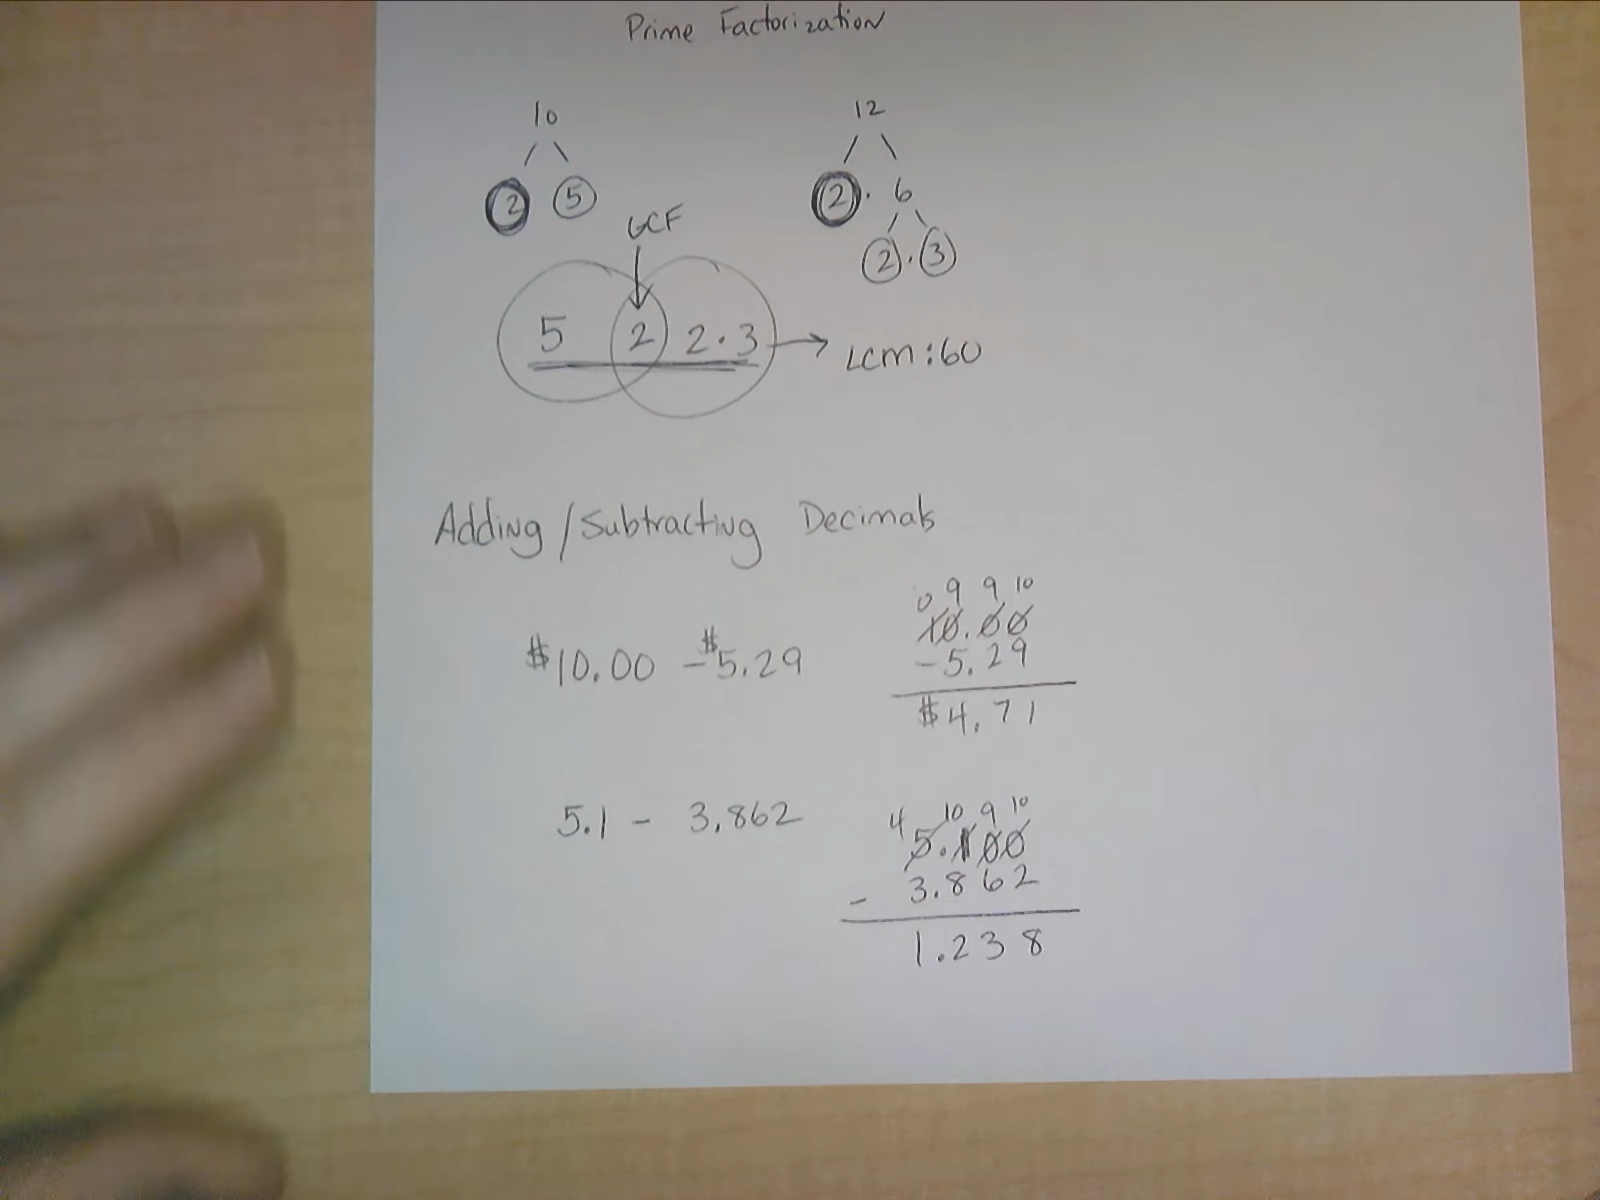 Prime Factorization
10
12
2 5
2 · 6
2 · 3
GCF
5 2 2 · 3
LCM: 60
Adding / Subtracting Decimals
$10.00 - $5.29
0 9 9 10
10.00
- 5.29
$4.71
5.1 - 3.862
4 10 9 10
5.100
- 3.862
1.238